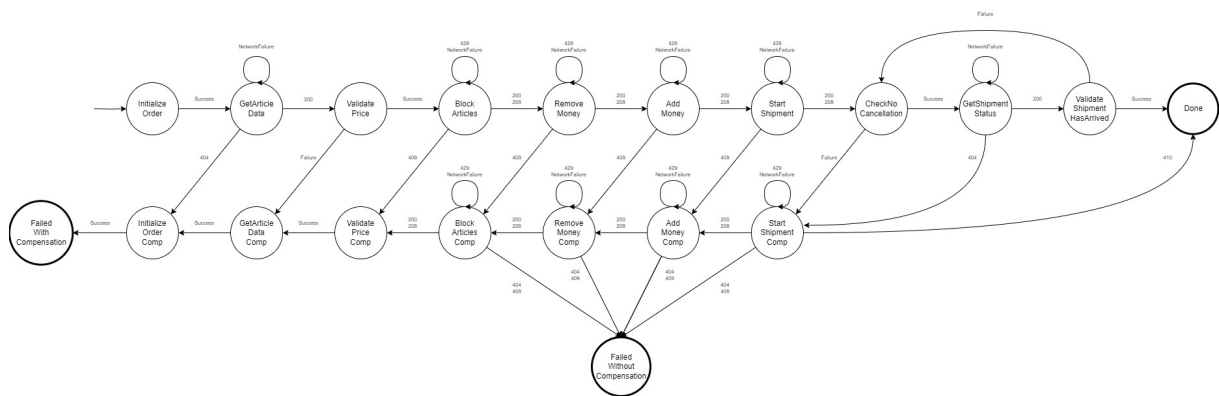 Failure
NetworkFailure
429
NetworkFailure
429
NetworkFailure
429
NetworkFailure
429
NetworkFailure
NetworkFailure
Initialize
Order
Success
GetArticle
Data
200
Validate
Price
Success
Block
Articles
200
208
Remove
Money
200
208
Add
Money
200
208
Start
Shipment
200
208
CheckNo
Cancellation
Success
GetShipment
Status
200
Validate
Shipment
HasArrived
Success
Done
404
Failure
409
409
409
409
Failure
404
410
429
NetworkFailure
429
NetworkFailure
429
NetworkFailure
429
NetworkFailure
Failed
With
Compensation
Success
Initialize
Order
Comp
Success
GetArticle
Data
Comp
Success
Validate
Price
Comp
200
208
Block
Articles
Comp
200
208
Remove
Money
Comp
200
208
Add
Money
Comp
200
208
Start
Shipment
Comp
404
409
404
409
404
409
404
409
Failed
Without
Compensation